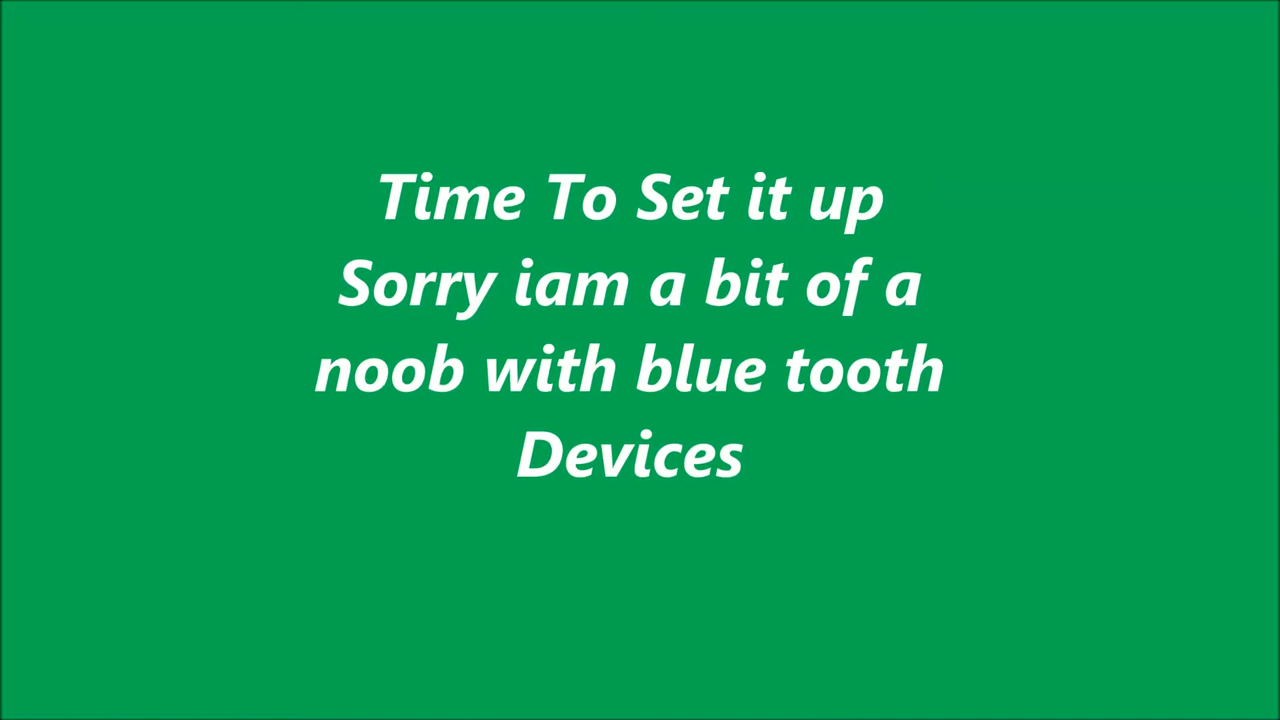 Time To Set it up
Sorry iam a bit of a
noob with blue tooth
Devices